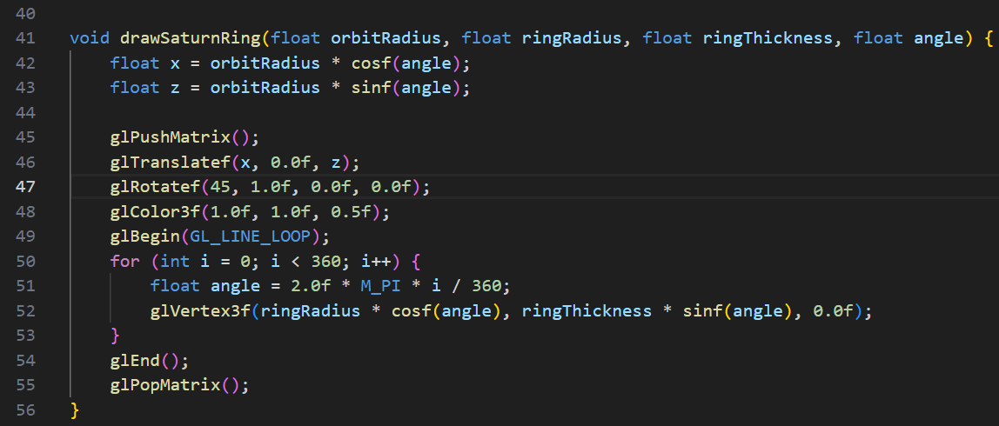 40
41 void drawSaturnRing(float orbitRadius, float ringRadius, float ringThickness, float angle) {
42     float x = orbitRadius * cosf(angle);
43     float z = orbitRadius * sinf(angle);
44
45     glPushMatrix();
46     glTranslatef(x, 0.0f, z);
47     glRotatef(45, 1.0f, 0.0f, 0.0f);
48     glColor3f(1.0f, 1.0f, 0.5f);
49     glBegin(GL_LINE_LOOP);
50     for (int i = 0; i < 360; i++) {
51         float angle = 2.0f * M_PI * i / 360;
52         glVertex3f(ringRadius * cosf(angle), ringThickness * sinf(angle), 0.0f);
53     }
54     glEnd();
55     glPopMatrix();
56 }